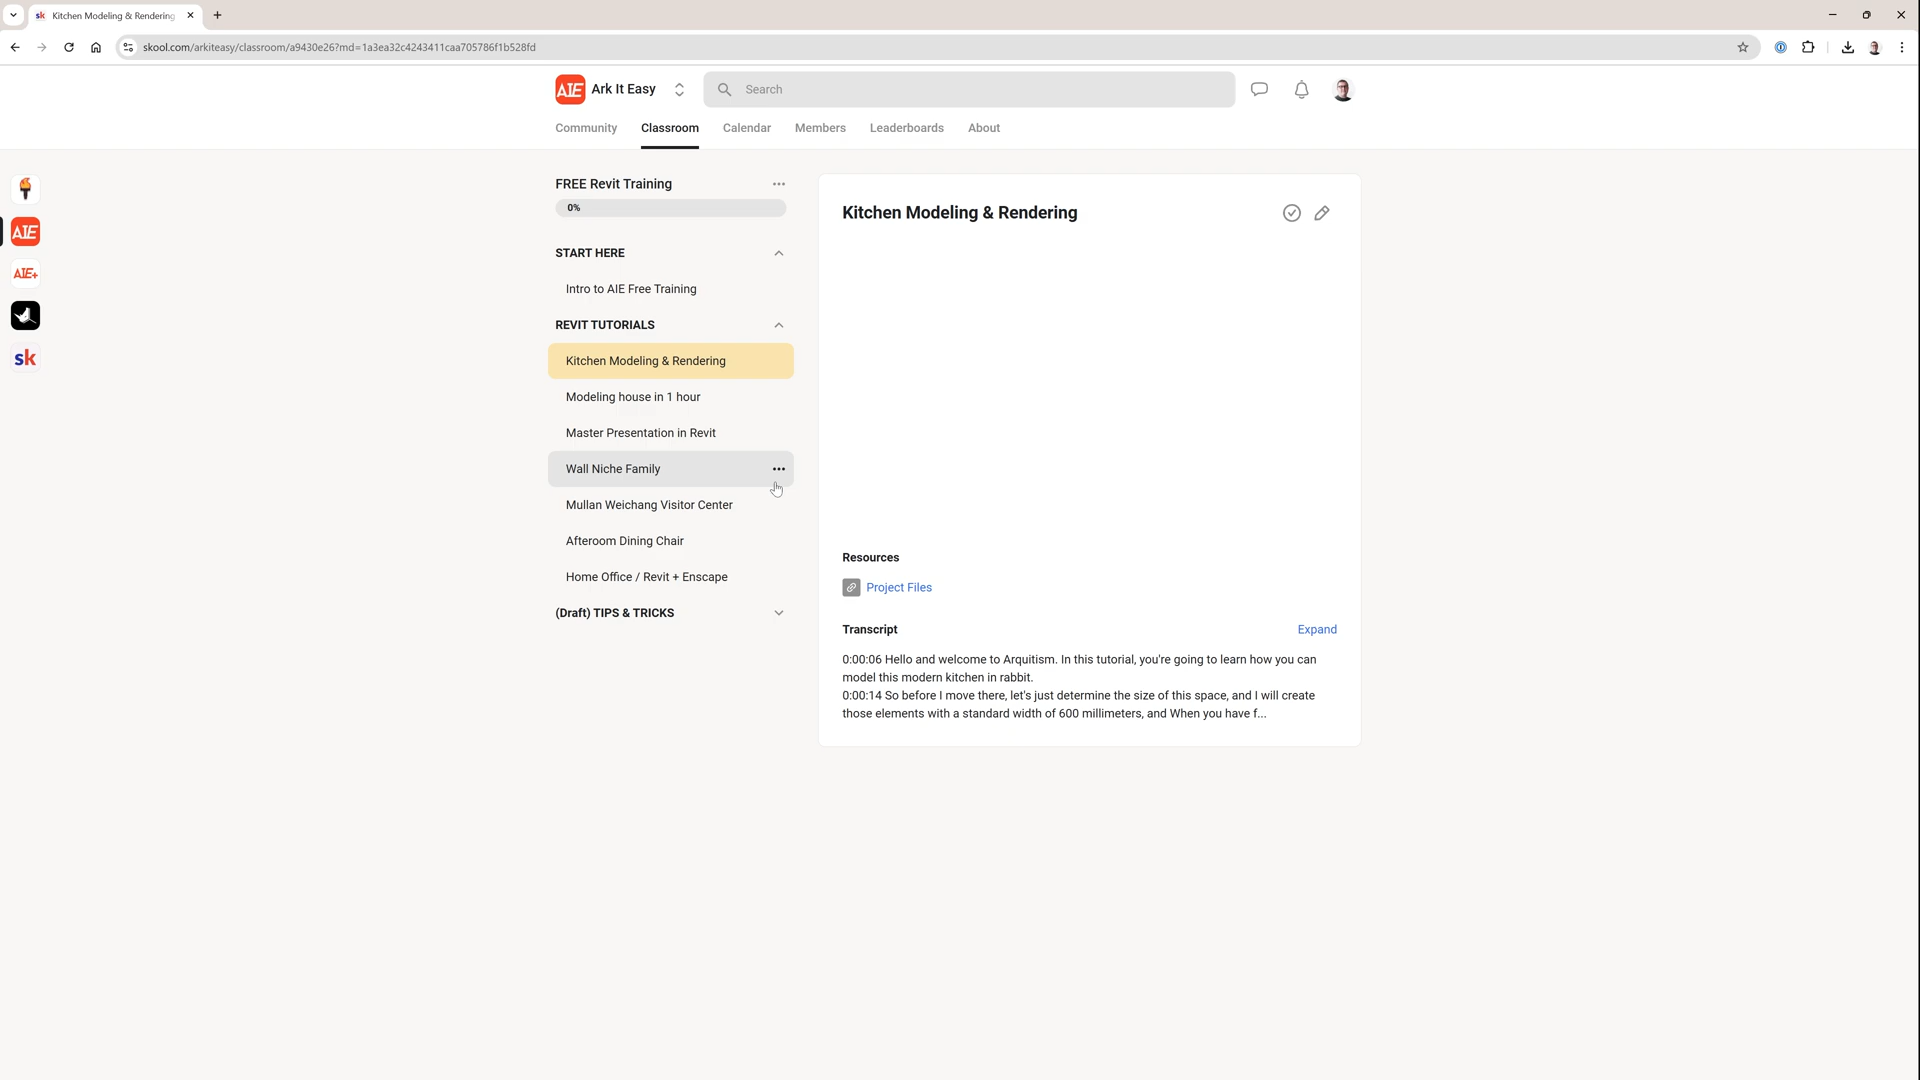 sk Kitchen Modeling & Rendering
skool.com/arkiteasy/classroom/a9430e26?md=1a3ea32c4243411caa705786f1b528fd
AIE Ark It Easy
Search
Community Classroom Calendar Members Leaderboards About
AIE
AIE+
sk
FREE Revit Training
0%
START HERE
Intro to AIE Free Training
REVIT TUTORIALS
Kitchen Modeling & Rendering
Modeling house in 1 hour
Master Presentation in Revit
Wall Niche Family
Mullan Weichang Visitor Center
Afteroom Dining Chair
Home Office / Revit + Enscape
(Draft) TIPS & TRICKS
Kitchen Modeling & Rendering
Resources
Project Files
Transcript Expand
0:00:06 Hello and welcome to Arquitism. In this tutorial, you're going to learn how you can
model this modern kitchen in rabbit.
0:00:14 So before I move there, let's just determine the size of this space, and I will create
those elements with a standard width of 600 millimeters, and When you have f...